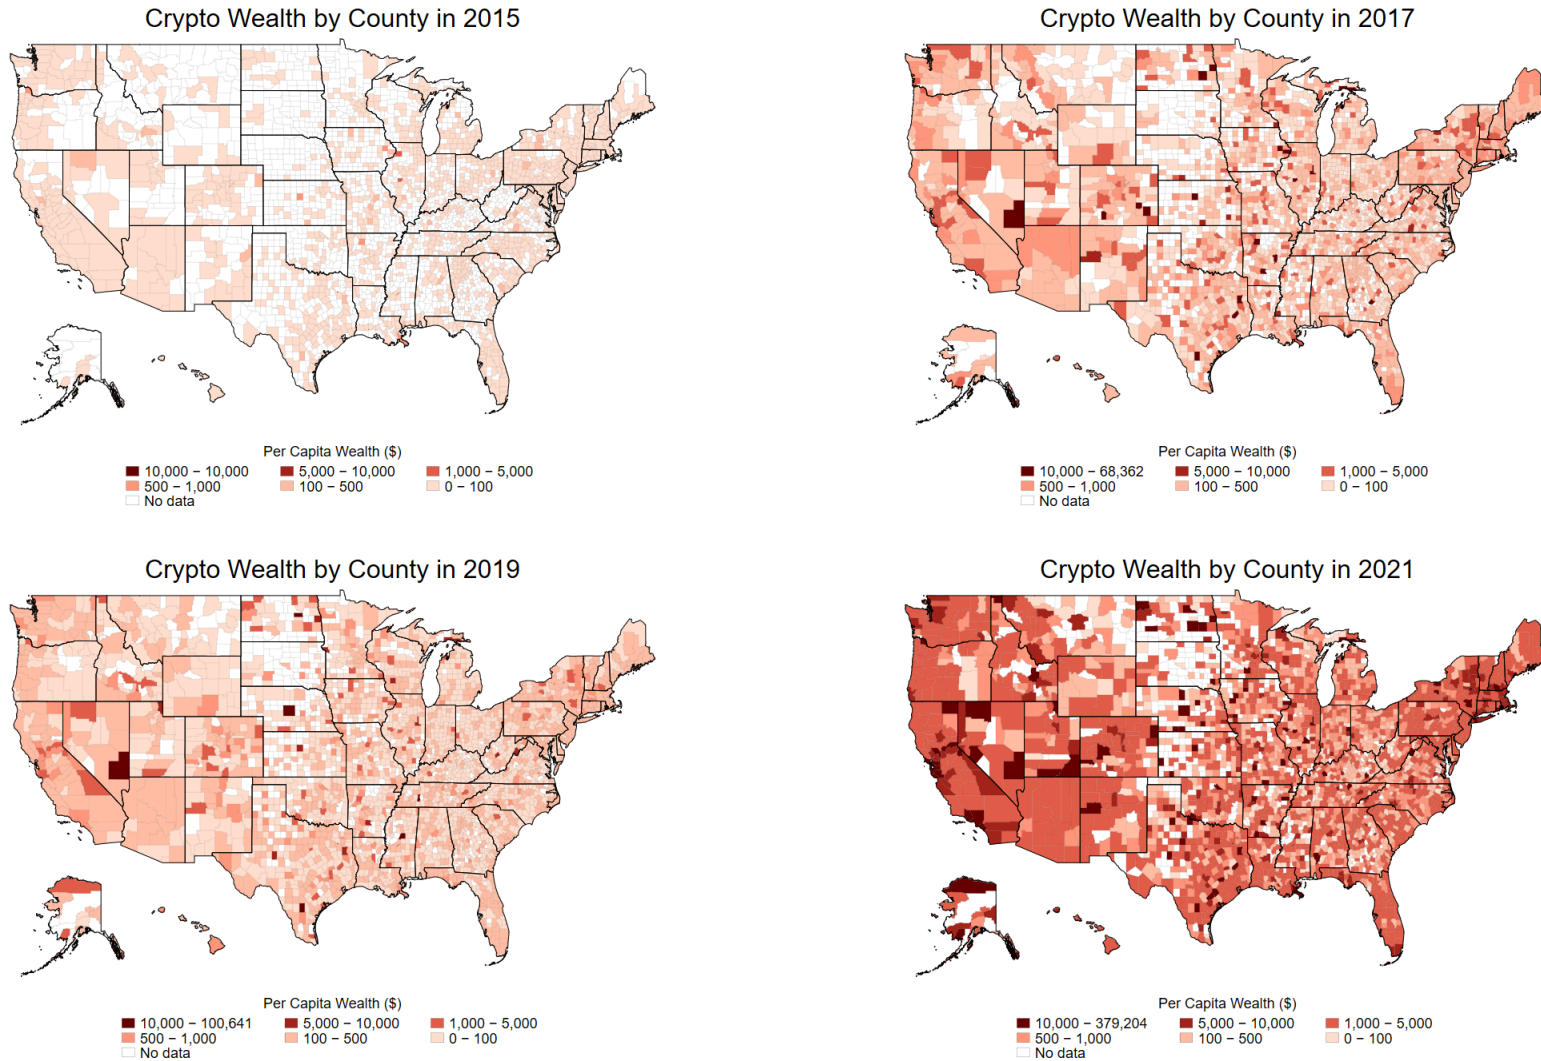 Crypto Wealth by County in 2015
Per Capita Wealth ($)
10,000 − 10,000 5,000 − 10,000 1,000 − 5,000
500 − 1,000 100 − 500 0 − 100
No data
Crypto Wealth by County in 2017
Per Capita Wealth ($)
10,000 − 68,362 5,000 − 10,000 1,000 − 5,000
500 − 1,000 100 − 500 0 − 100
No data
Crypto Wealth by County in 2019
Per Capita Wealth ($)
10,000 − 100,641 5,000 − 10,000 1,000 − 5,000
500 − 1,000 100 − 500 0 − 100
No data
Crypto Wealth by County in 2021
Per Capita Wealth ($)
10,000 − 379,204 5,000 − 10,000 1,000 − 5,000
500 − 1,000 100 − 500 0 − 100
No data